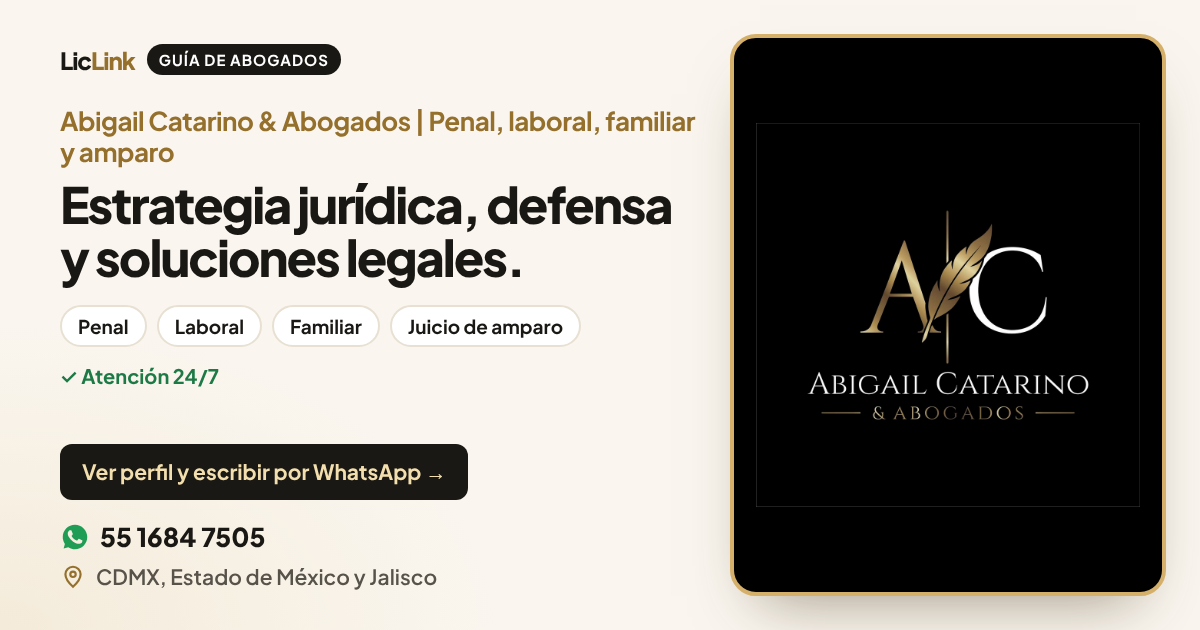 LicLink
GUÍA DE ABOGADOS
Abigail Catarino & Abogados | Penal, laboral, familiar
y amparo
Estrategia jurídica, defensa
y soluciones legales.
Penal
Laboral
Familiar
Juicio de amparo
✓ Atención 24/7
Ver perfil y escribir por WhatsApp →
55 1684 7505
CDMX, Estado de México y Jalisco
A C
ABIGAIL CATARINO
& ABOGADOS